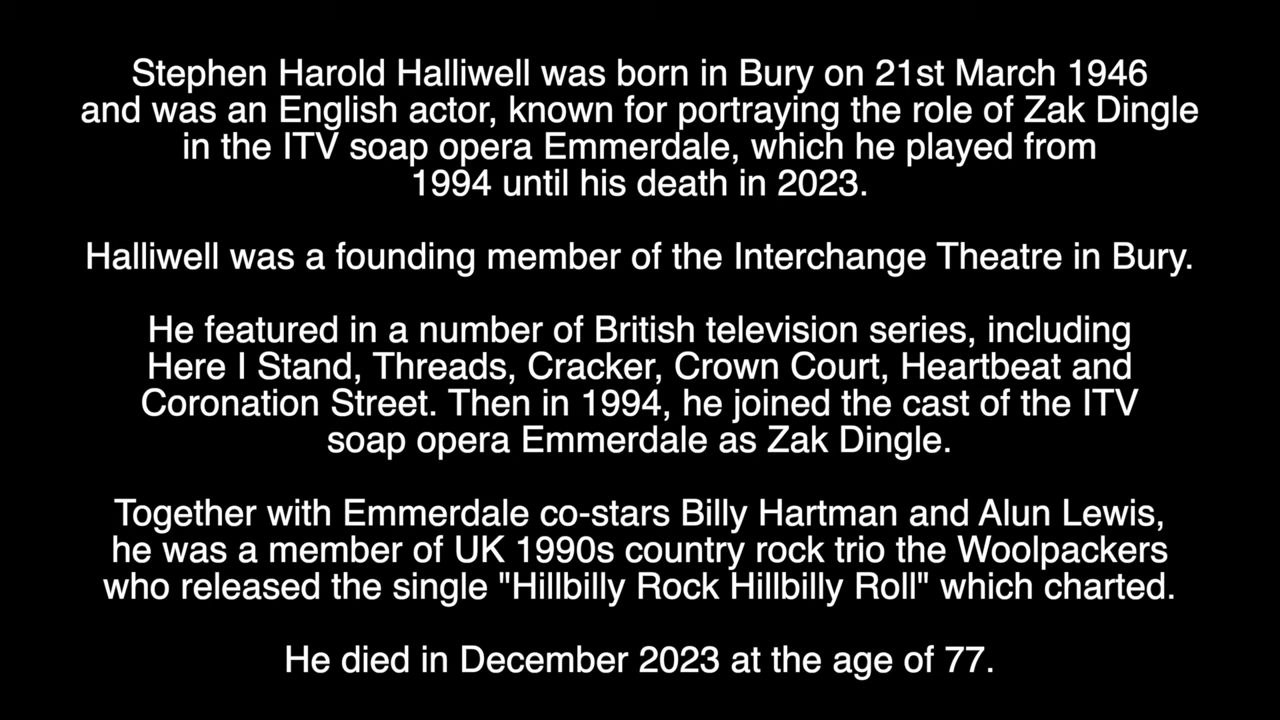 Stephen Harold Halliwell was born in Bury on 21st March 1946
and was an English actor, known for portraying the role of Zak Dingle
in the ITV soap opera Emmerdale, which he played from
1994 until his death in 2023.
Halliwell was a founding member of the Interchange Theatre in Bury.
He featured in a number of British television series, including
Here I Stand, Threads, Cracker, Crown Court, Heartbeat and
Coronation Street. Then in 1994, he joined the cast of the ITV
soap opera Emmerdale as Zak Dingle.
Together with Emmerdale co-stars Billy Hartman and Alun Lewis,
he was a member of UK 1990s country rock trio the Woolpackers
who released the single "Hillbilly Rock Hillbilly Roll" which charted.
He died in December 2023 at the age of 77.